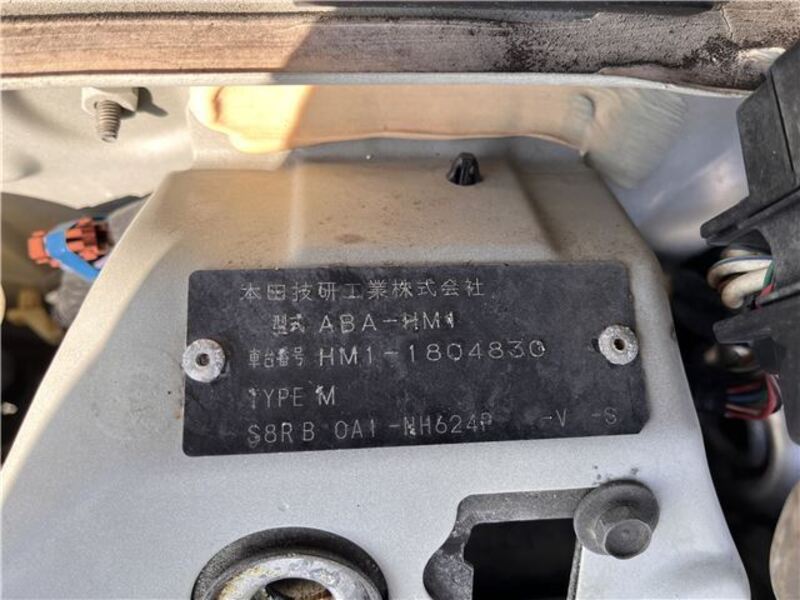 本田技研工業株式会社
型式 ABA-HM1
車台番号 HM1-1804830
TYPE M
S8R B 0A1 -NH624P -V -S